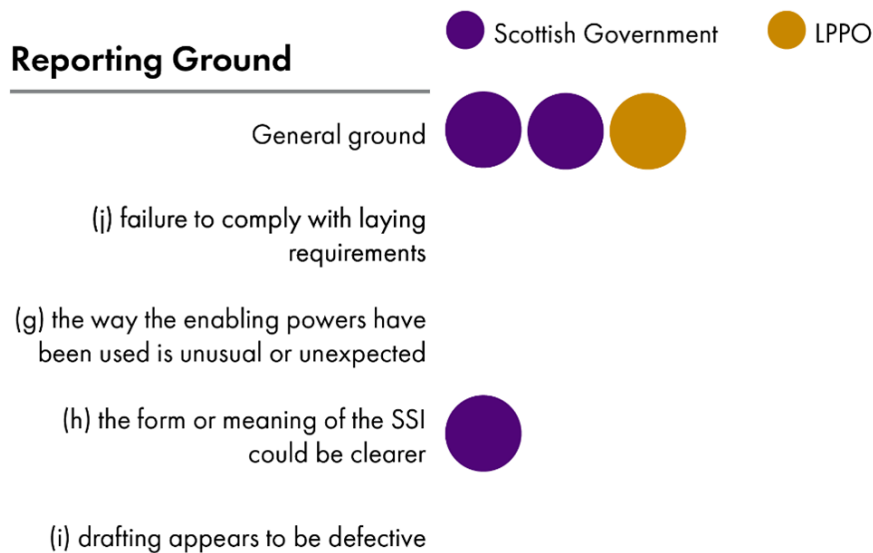 Scottish Government
LPPO
Reporting Ground
General ground
(j) failure to comply with laying
requirements
(g) the way the enabling powers have
been used is unusual or unexpected
(h) the form or meaning of the SSI
could be clearer
(i) drafting appears to be defective